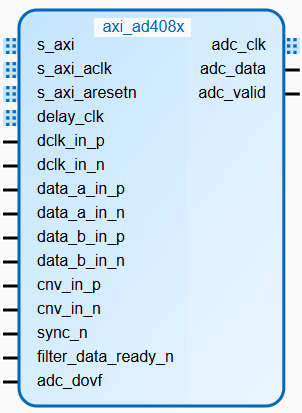 axi_ad408x
s_axi adc_clk
s_axi_aclk adc_data
s_axi_aresetn adc_valid
delay_clk
dclk_in_p
dclk_in_n
data_a_in_p
data_a_in_n
data_b_in_p
data_b_in_n
cnv_in_p
cnv_in_n
sync_n
filter_data_ready_n
adc_dovf